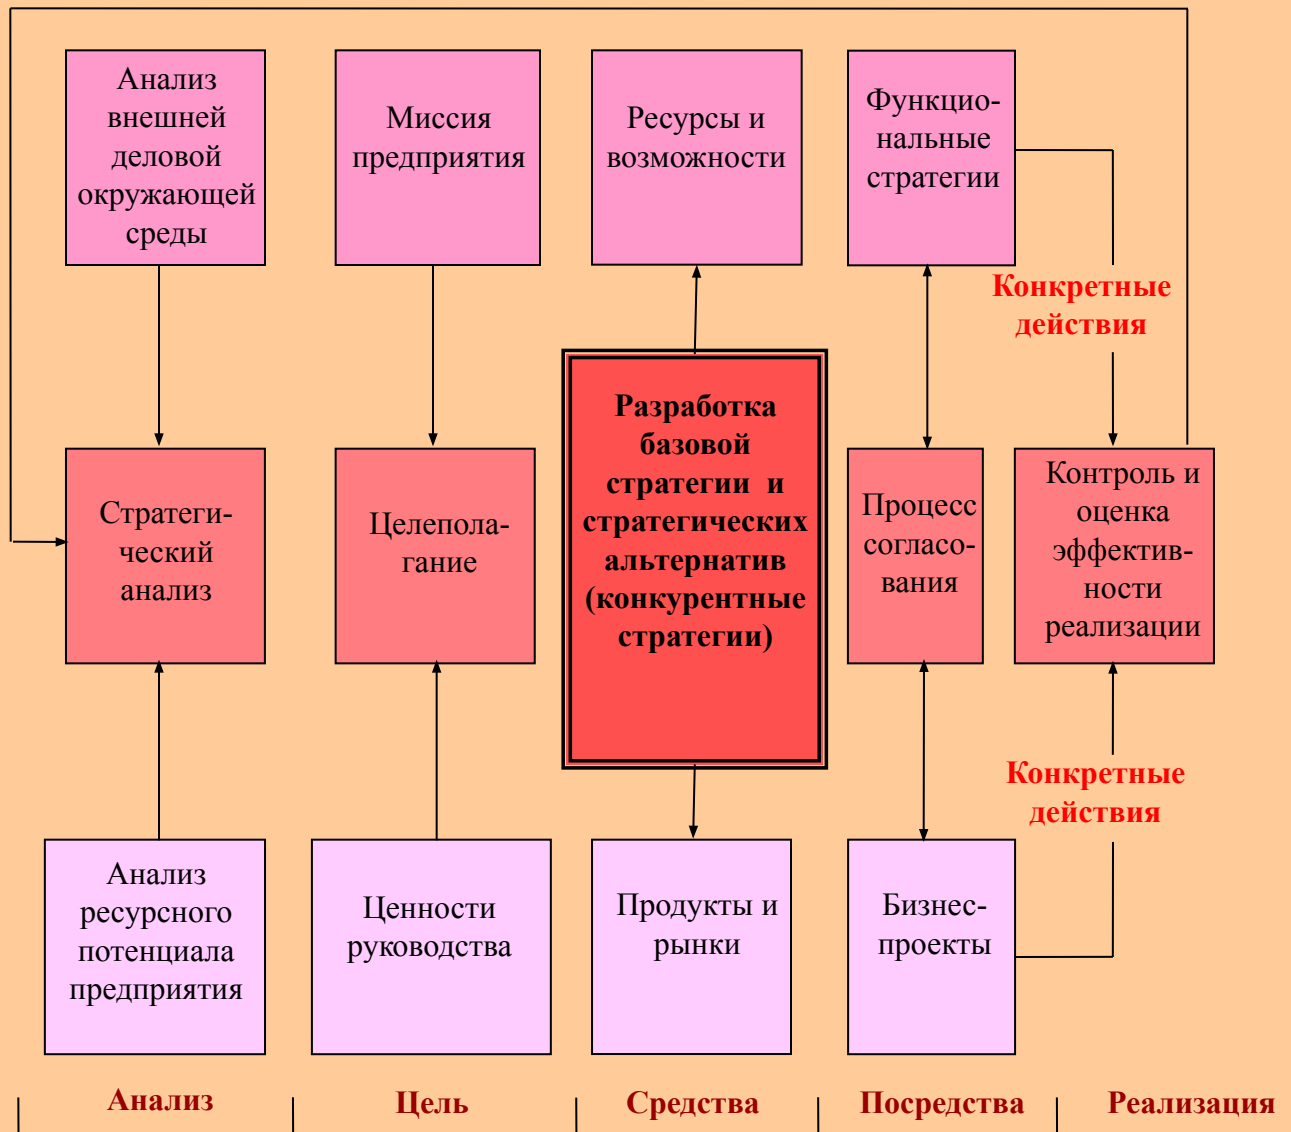 Анализ
внешней
деловой
окружающей
среды
Миссия
предприятия
Ресурсы и
возможности
Функцио-
нальные
стратегии
Конкретные
действия
Стратеги-
ческий
анализ
Целепола-
гание
Разработка
базовой
стратегии и
стратегических
альтернатив
(конкурентные
стратегии)
Процесс
согласо-
вания
Контроль и
оценка
эффектив-
ности
реализации
Конкретные
действия
Анализ
ресурсного
потенциала
предприятия
Ценности
руководства
Продукты и
рынки
Бизнес-
проекты
Анализ
Цель
Средства
Посредства
Реализация